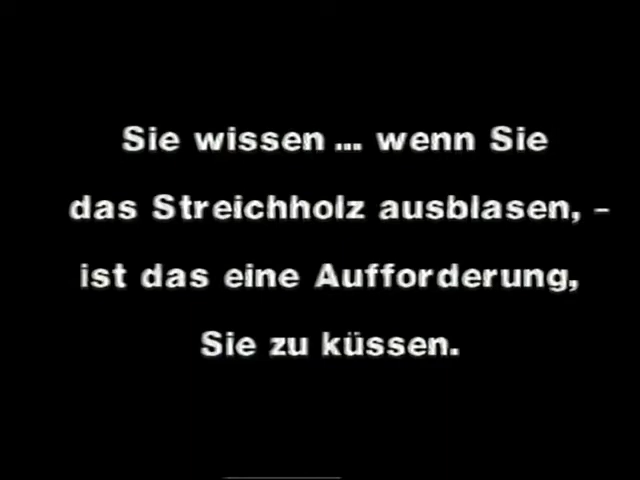 Sie wissen ... wenn Sie
das Streichholz ausblasen, -
ist das eine Aufforderung,
Sie zu küssen.